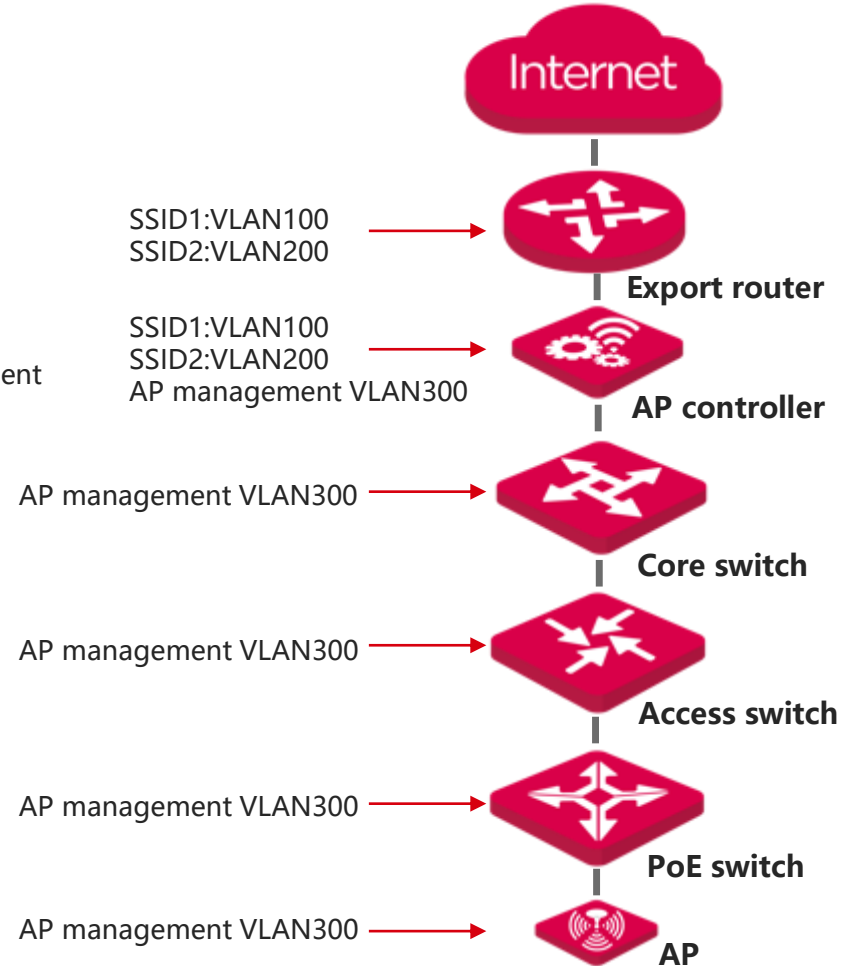 Internet
SSID1:VLAN100
SSID2:VLAN200
Export router
SSID1:VLAN100
SSID2:VLAN200
ent
AP management VLAN300
AP controller
AP management VLAN300
Core switch
AP management VLAN300
Access switch
AP management VLAN300
PoE switch
AP management VLAN300
AP